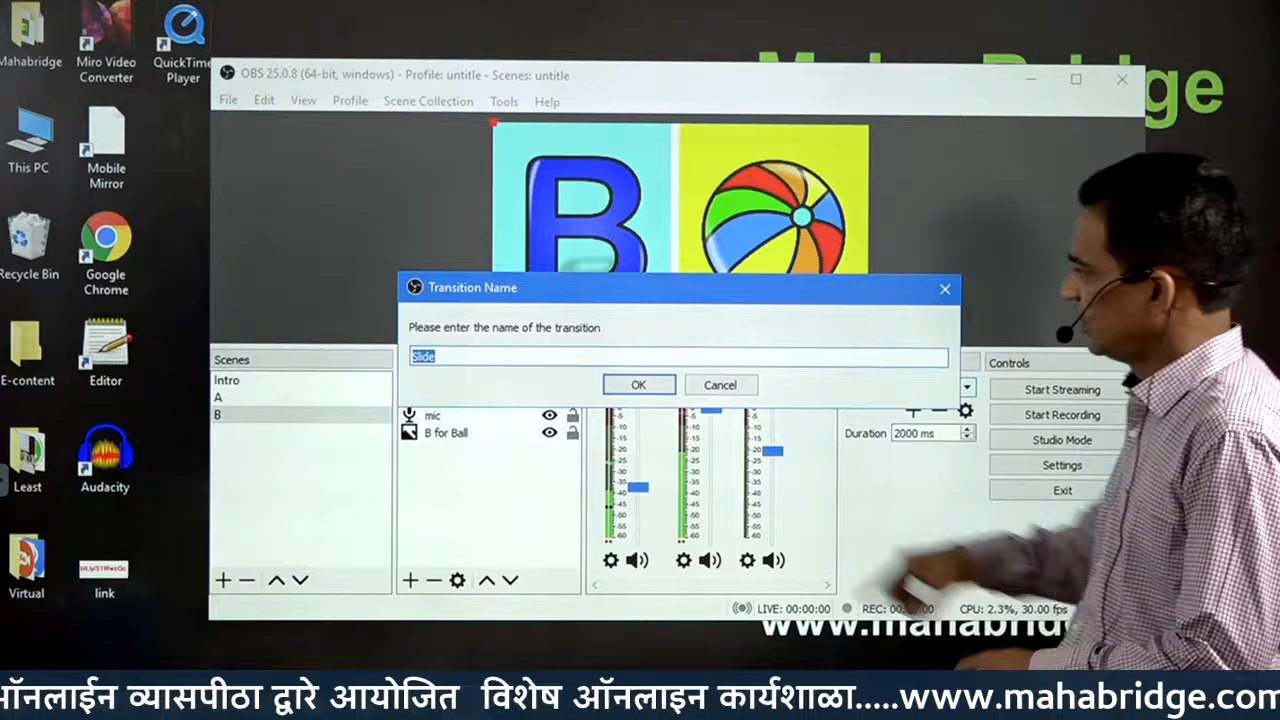 Mahabridge
Miro Video
Converter
QuickTime
Player
This PC
Mobile
Mirror
Recycle Bin
Google
Chrome
E-content
Editor
Least
Audacity
Virtual
link
OBS 25.0.8 (64-bit, windows) - Profile: untitle - Scenes: untitle
File Edit View Profile Scene Collection Tools Help
B
Transition Name
Please enter the name of the transition
Slide
OK Cancel
Scenes
Intro
A
B
mic
B for Ball
Duration 2000 ms
Controls
Start Streaming
Start Recording
Studio Mode
Settings
Exit
LIVE: 00:00:00
CPU: 2.3%, 30.00 fps
ऑनलाईन व्यासपीठा द्वारे आयोजित विशेष ऑनलाइन कार्यशाळा.....www.mahabridge.com